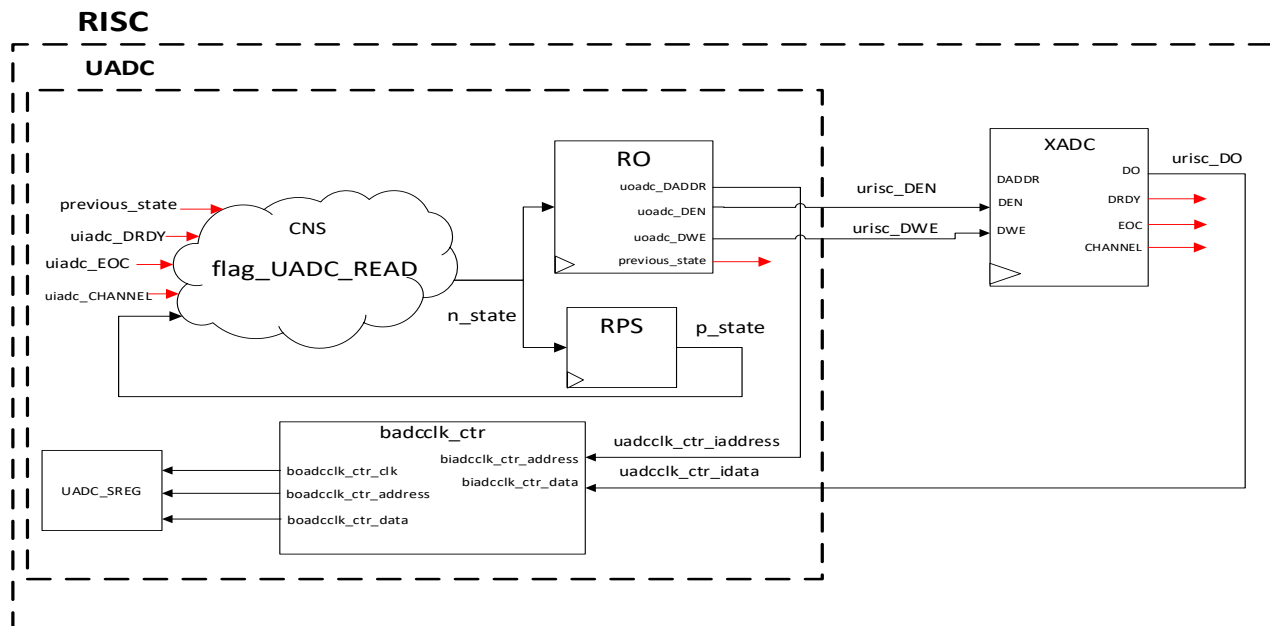 RISC
UADC
previous_state
uiadc_DRDY
uiadc_EOC
uiadc_CHANNEL
CNS
flag_UADC_READ
n_state
RO
uoadc_DADDR
uoadc_DEN
uoadc_DWE
previous_state
RPS
p_state
urisc_DEN
urisc_DWE
XADC
DADDR
DEN
DWE
DO
DRDY
EOC
CHANNEL
urisc_DO
badcclk_ctr
biadcclk_ctr_address
biadcclk_ctr_data
boadcclk_ctr_clk
boadcclk_ctr_address
boadcclk_ctr_data
uadcclk_ctr_iaddress
uadcclk_ctr_idata
UADC_SREG